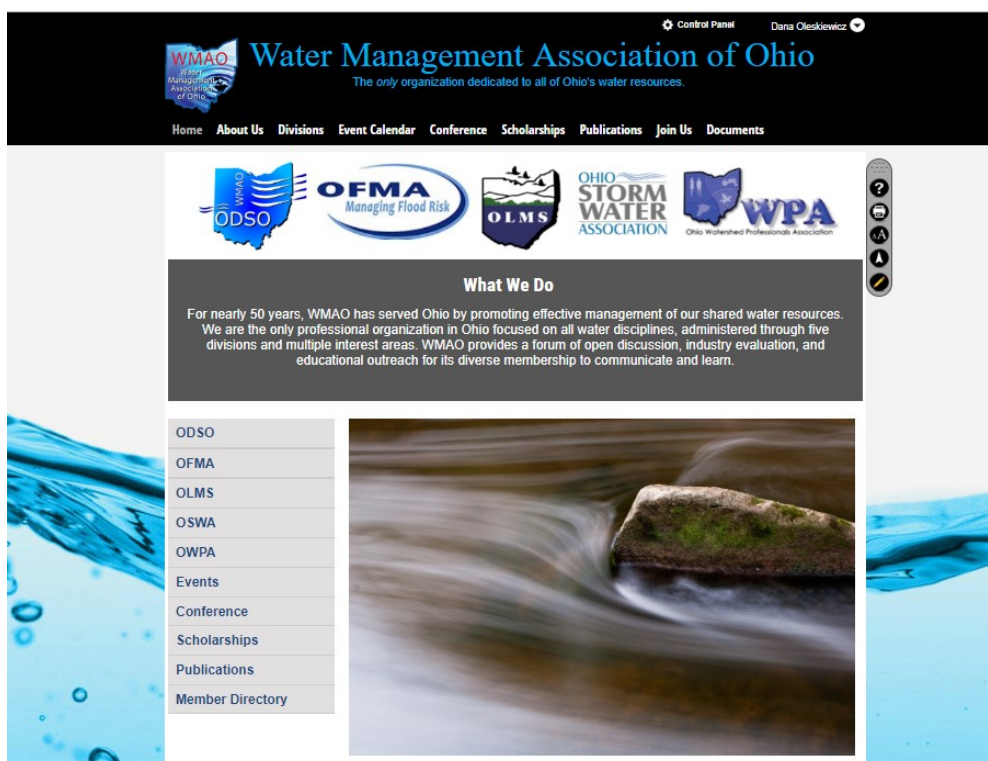 Control Panel
Dana Oleskiewicz
WMAO
Water
Management
Association
of Ohio
Water Management Association of Ohio
The only organization dedicated to all of Ohio's water resources.
Home About Us Divisions Event Calendar Conference Scholarships Publications Join Us Documents
WMAO
ODSO
OFMA
Managing Flood Risk
OLMS
OHIO
STORM
WATER
ASSOCIATION
WPA
Ohio Watershed Professionals Association
?
AA
What We Do
For nearly 50 years, WMAO has served Ohio by promoting effective management of our shared water resources.
We are the only professional organization in Ohio focused on all water disciplines, administered through five
divisions and multiple interest areas. WMAO provides a forum of open discussion, industry evaluation, and
educational outreach for its diverse membership to communicate and learn.
ODSO
OFMA
OLMS
OSWA
OWPA
Events
Conference
Scholarships
Publications
Member Directory